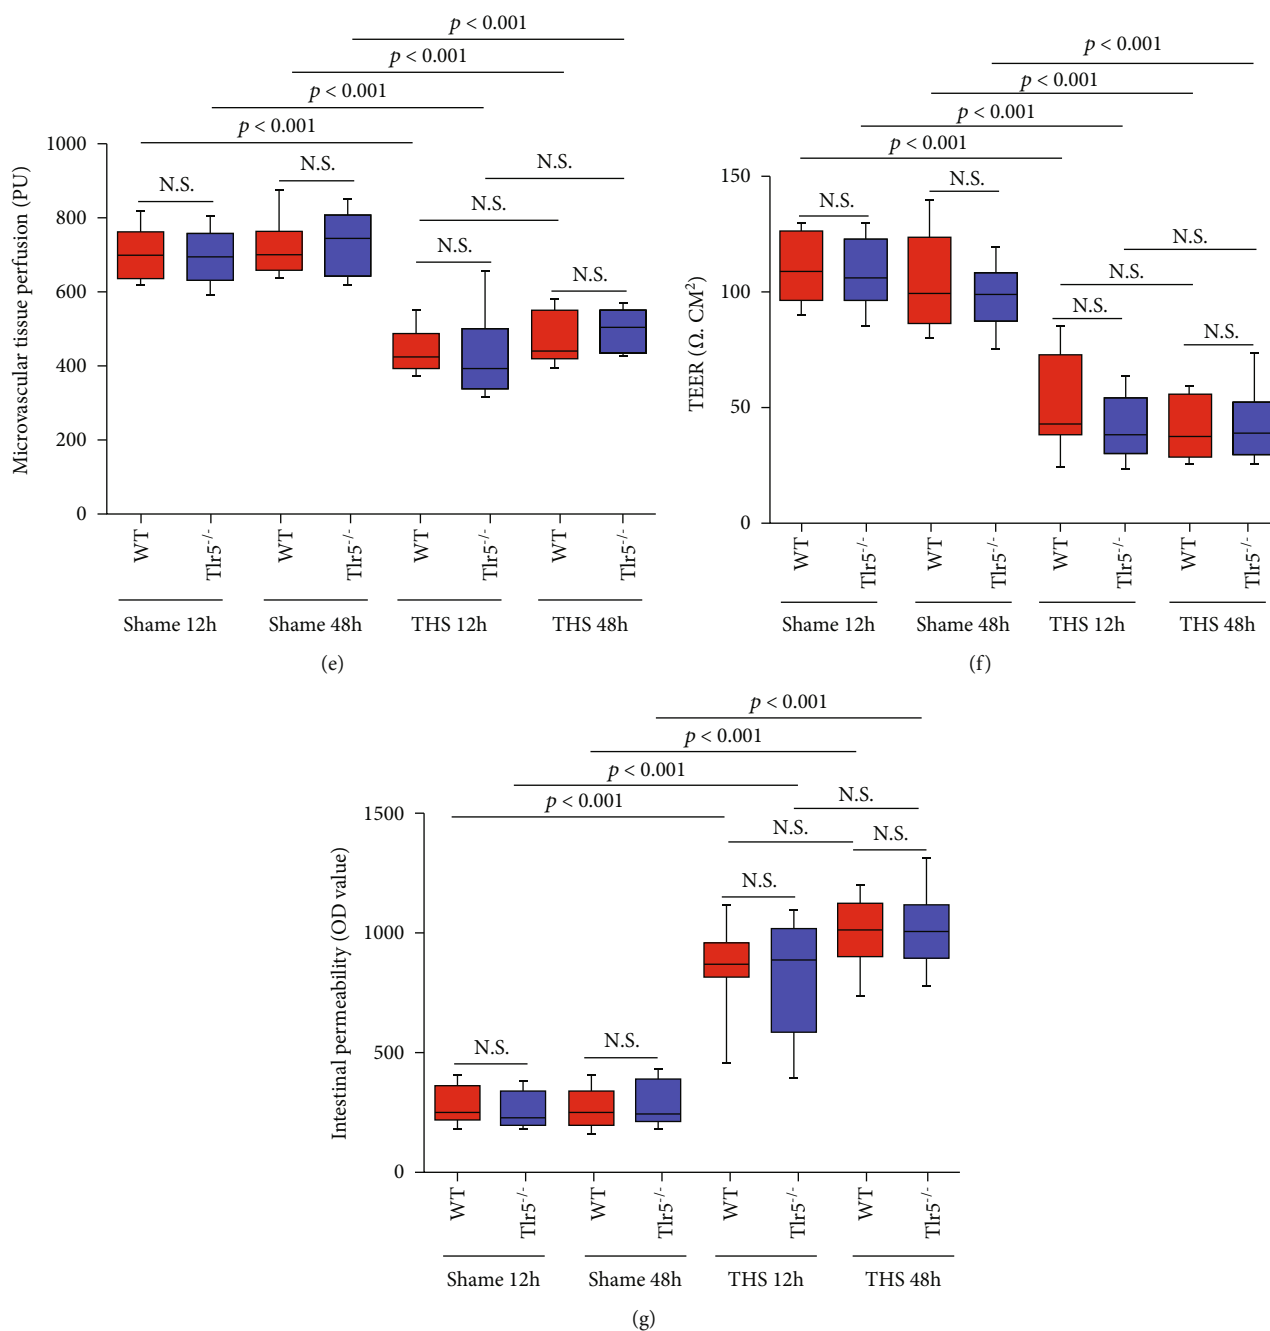 p < 0.001
p < 0.001
p < 0.001
p < 0.001
1000
800
600
400
200
0
Microvascular tissue perfusion (PU)
N.S.
N.S.
N.S.
N.S.
N.S.
N.S.
WT
Tlr5-/-
WT
Tlr5-/-
WT
Tlr5-/-
WT
Tlr5-/-
Shame 12h
Shame 48h
THS 12h
THS 48h
(e)
p < 0.001
p < 0.001
p < 0.001
p < 0.001
150
100
50
0
TEER (Ω. CM²)
N.S.
N.S.
N.S.
N.S.
N.S.
N.S.
WT
Tlr5-/-
WT
Tlr5-/-
WT
Tlr5-/-
WT
Tlr5-/-
Shame 12h
Shame 48h
THS 12h
THS 48h
(f)
p < 0.001
p < 0.001
p < 0.001
p < 0.001
1500
1000
500
0
Intestinal permeability (OD value)
N.S.
N.S.
N.S.
N.S.
N.S.
N.S.
WT
Tlr5-/-
WT
Tlr5-/-
WT
Tlr5-/-
WT
Tlr5-/-
Shame 12h
Shame 48h
THS 12h
THS 48h
(g)